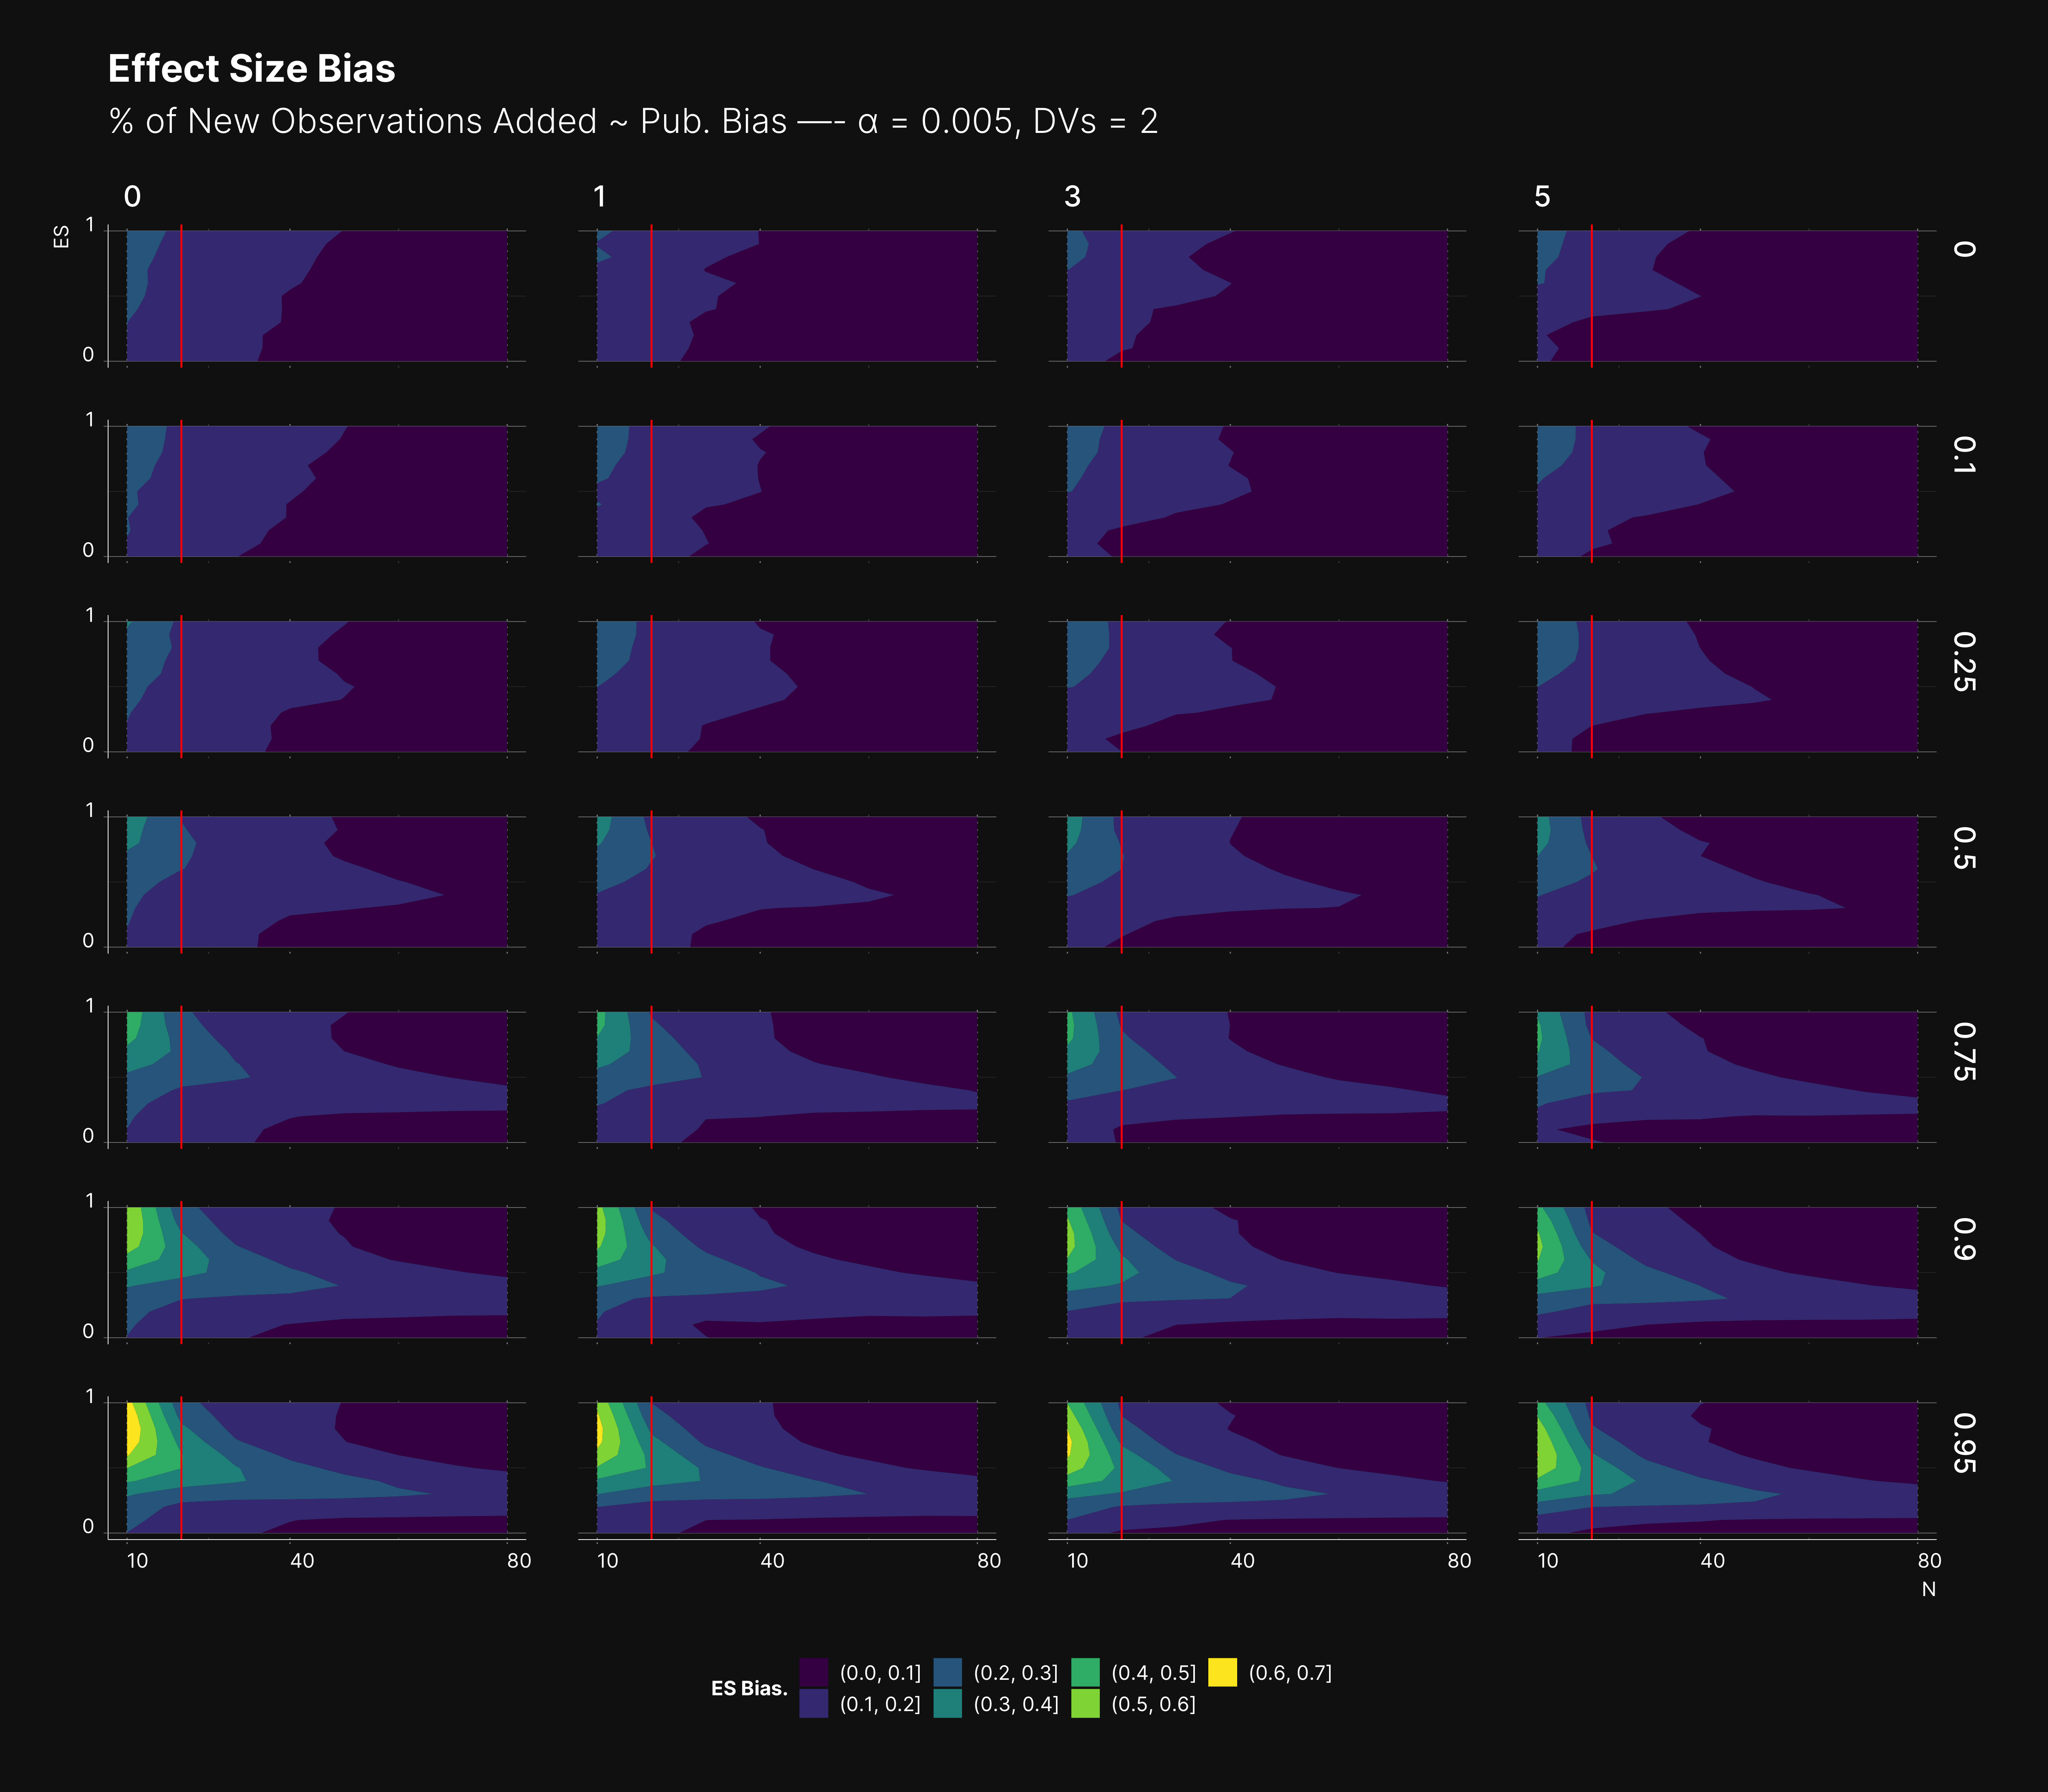 Effect Size Bias
% of New Observations Added ~ Pub. Bias —- α = 0.005, DVs = 2
0 1 3 5
ES
1
0
0
1
0
0.1
1
0
0.25
1
0
0.5
1
0
0.75
1
0
0.9
1
0
0.95
10 40 80 10 40 80 10 40 80 10 40 80
N
ES Bias.
(0.0, 0.1] (0.2, 0.3] (0.4, 0.5] (0.6, 0.7]
(0.1, 0.2] (0.3, 0.4] (0.5, 0.6]